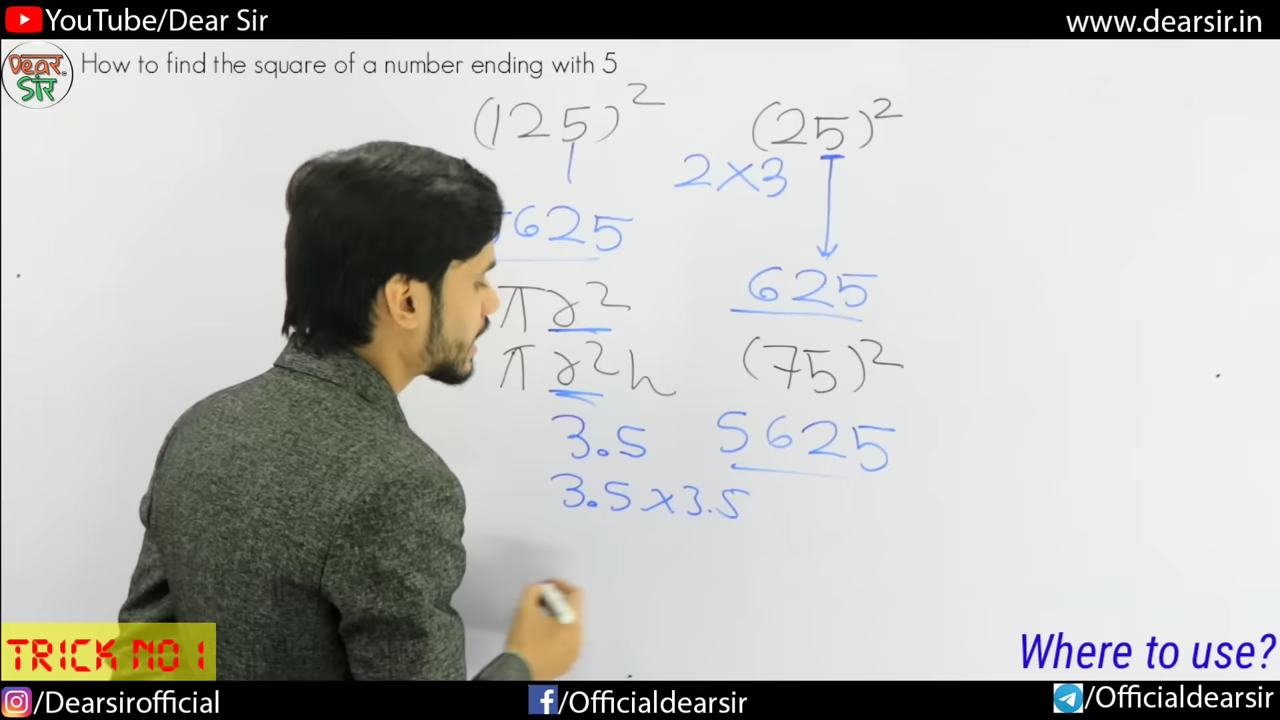 YouTube/Dear Sir
www.dearsir.in
Dear
सर
How to find the square of a number ending with 5
(125)²
(25)²
2×3
5625
625
πr²
(75)²
πr²h
3.5
5625
3.5×3.5
TRICK NO 1
Where to use?
/Dearsirofficial
/Officialdearsir
/Officialdearsir